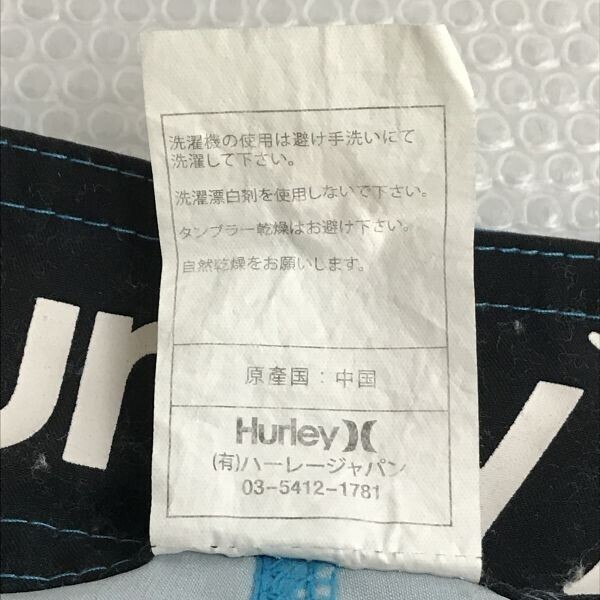 洗濯機の使用は避け手洗いにて
洗濯して下さい。
洗濯漂白剤を使用しないで下さい。
タンブラー乾燥はお避け下さい。
自然乾燥をお願いします。
原産国：中国
Hurley
(有)ハーレージャパン
03-5412-1781